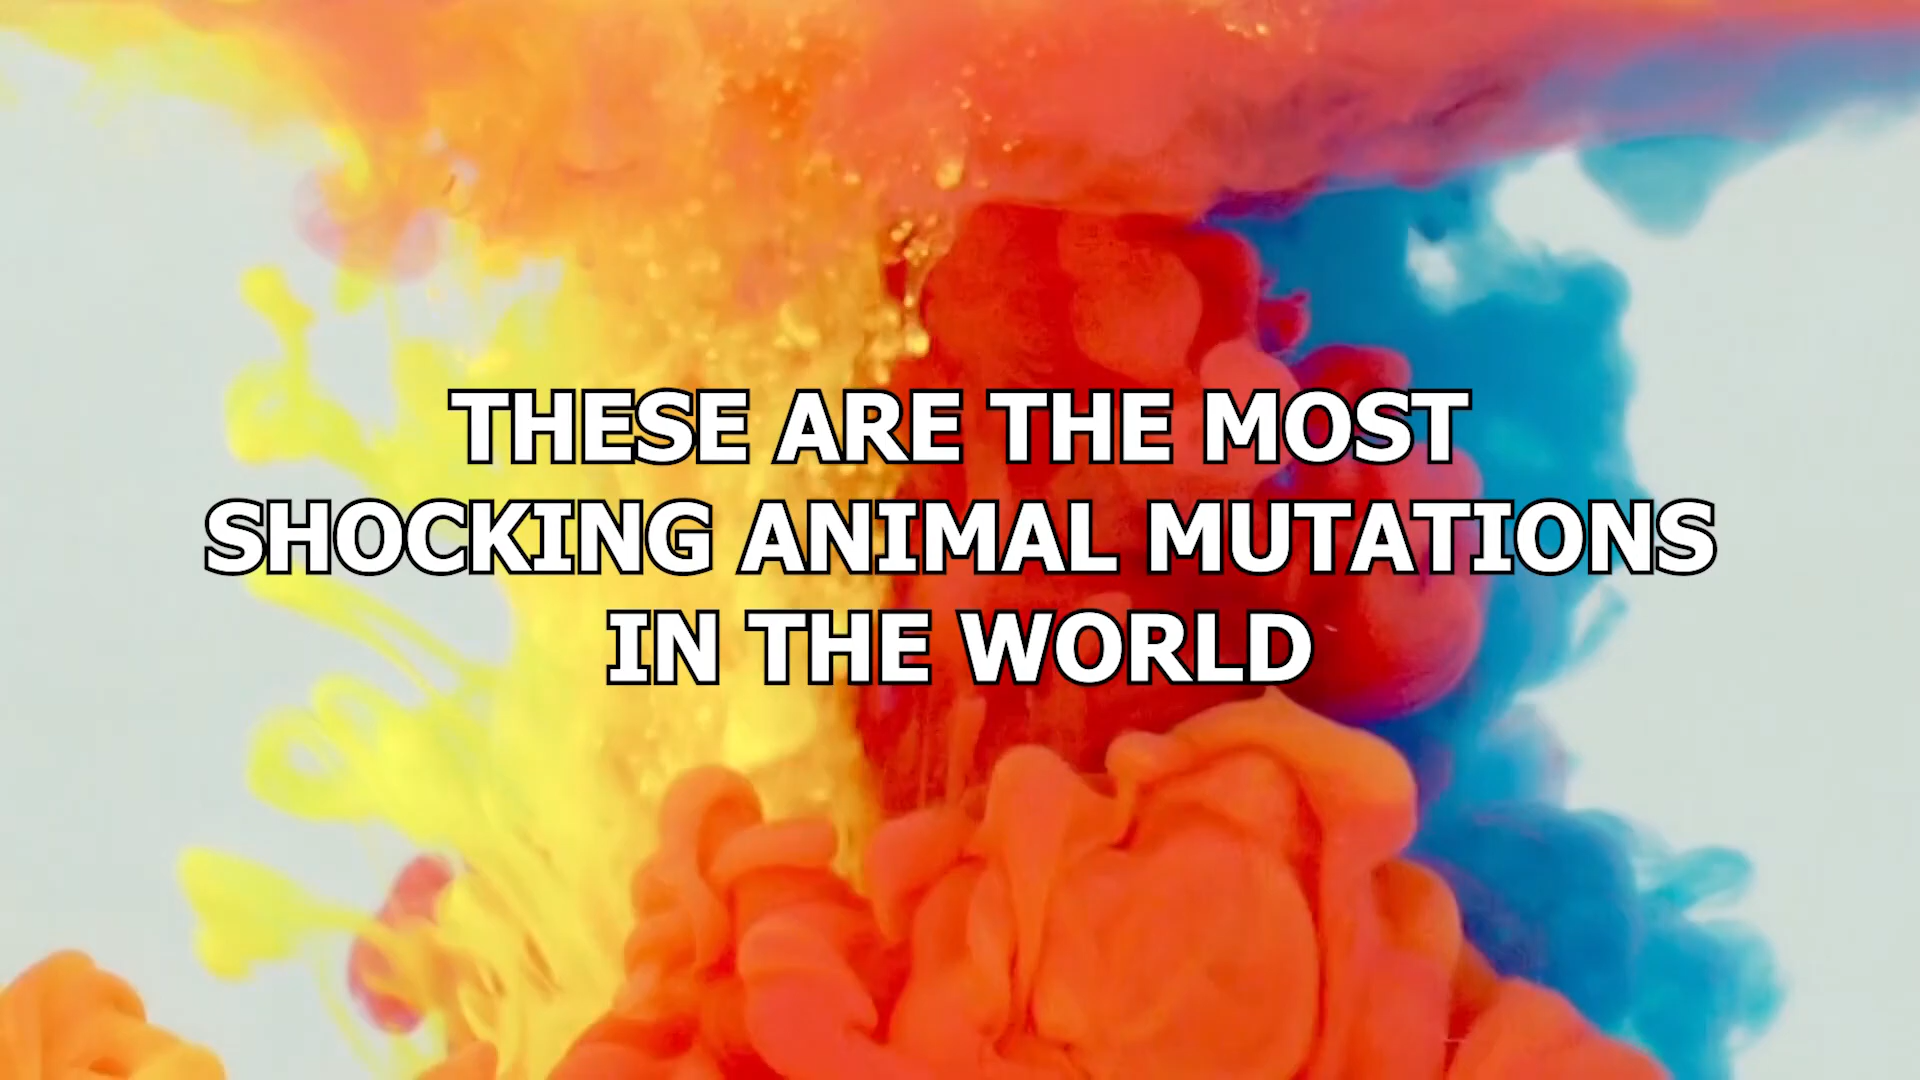 THESE ARE THE MOST
SHOCKING ANIMAL MUTATIONS
IN THE WORLD